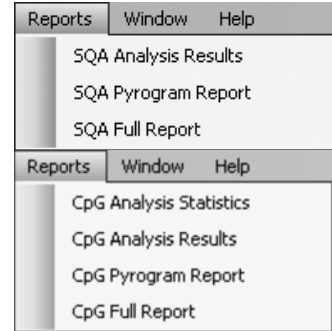 Reports Window Help
SQA Analysis Results
SQA Pyrogram Report
SQA Full Report
Reports Window Help
CpG Analysis Statistics
CpG Analysis Results
CpG Pyrogram Report
CpG Full Report